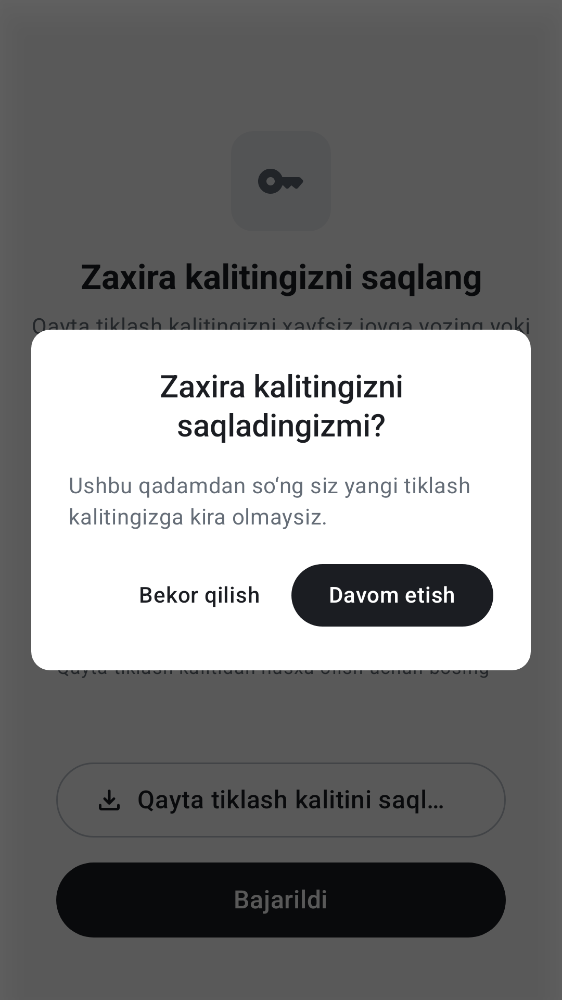 Zaxira kalitingizni saqlang
Qayta tiklash kalitingizni xavfsiz joyga yozing yoki
Zaxira kalitingizni
saqladingizmi?
Ushbu qadamdan so‘ng siz yangi tiklash
kalitingizga kira olmaysiz.
Bekor qilish
Davom etish
Qayta tiklash kalitidan nusxa olish uchun bosing
Qayta tiklash kalitini saql...
Bajarildi